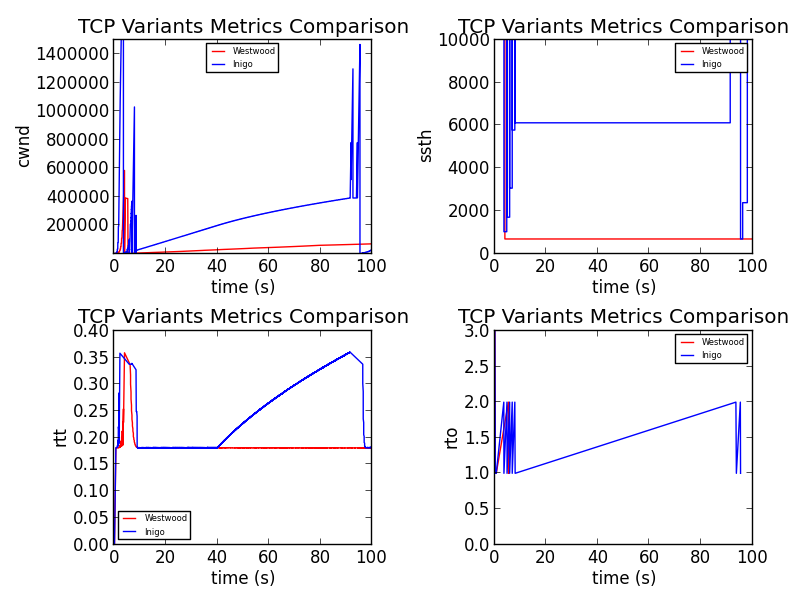 TCP Variants Metrics Comparison
cwnd
1400000
1200000
1000000
800000
600000
400000
200000
0 20 40 60 80 100
time (s)
Westwood
Inigo
TCP Variants Metrics Comparison
ssth
10000
8000
6000
4000
2000
0
0 20 40 60 80 100
time (s)
Westwood
Inigo
TCP Variants Metrics Comparison
rtt
0.40
0.35
0.30
0.25
0.20
0.15
0.10
0.05
0.00
0 20 40 60 80 100
time (s)
Westwood
Inigo
TCP Variants Metrics Comparison
rto
3.0
2.5
2.0
1.5
1.0
0.5
0.0
0 20 40 60 80 100
time (s)
Westwood
Inigo